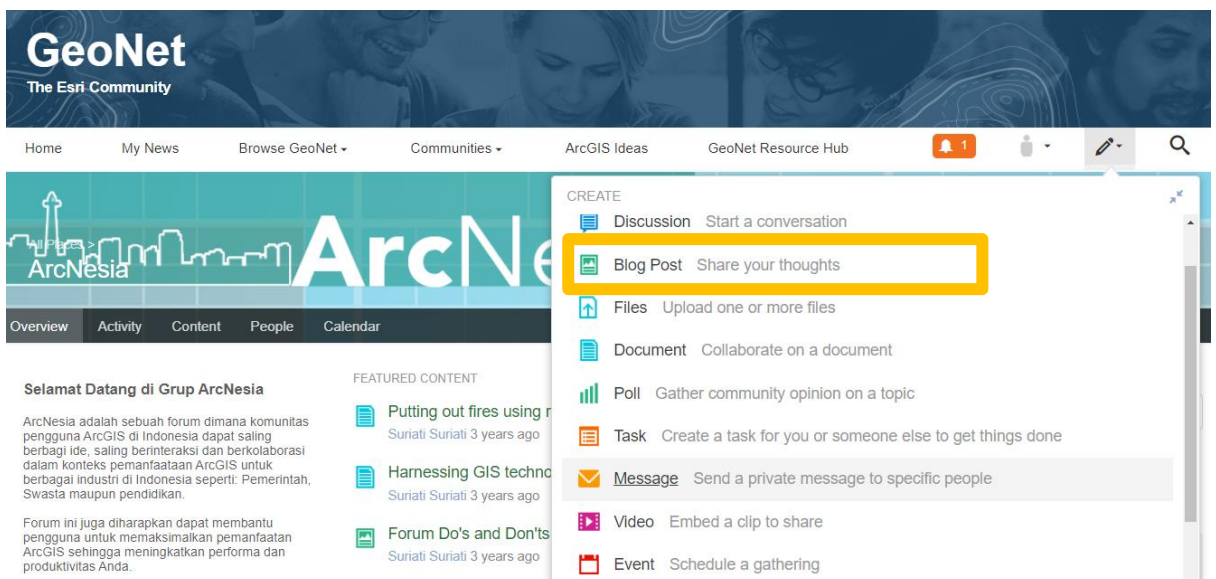 GeoNet
The Esri Community
Home My News Browse GeoNet Communities ArcGIS Ideas GeoNet Resource Hub 1
All Places >
ArcNesia
ArcNe
Overview Activity Content People Calendar
Selamat Datang di Grup ArcNesia
ArcNesia adalah sebuah forum dimana komunitas
pengguna ArcGIS di Indonesia dapat saling
berbagi ide, saling berinteraksi dan berkolaborasi
dalam konteks pemanfaataan ArcGIS untuk
berbagai industri di Indonesia seperti: Pemerintah,
Swasta maupun pendidikan.
Forum ini juga diharapkan dapat membantu
pengguna untuk memaksimalkan pemanfaatan
ArcGIS sehingga meningkatkan performa dan
produktivitas Anda.
FEATURED CONTENT
Putting out fires using
Suriati Suriati 3 years ago
Harnessing GIS techno
Suriati Suriati 3 years ago
Forum Do's and Don'ts
Suriati Suriati 3 years ago
CREATE
Discussion Start a conversation
Blog Post Share your thoughts
Files Upload one or more files
Document Collaborate on a document
Poll Gather community opinion on a topic
Task Create a task for you or someone else to get things done
Message Send a private message to specific people
Video Embed a clip to share
Event Schedule a gathering